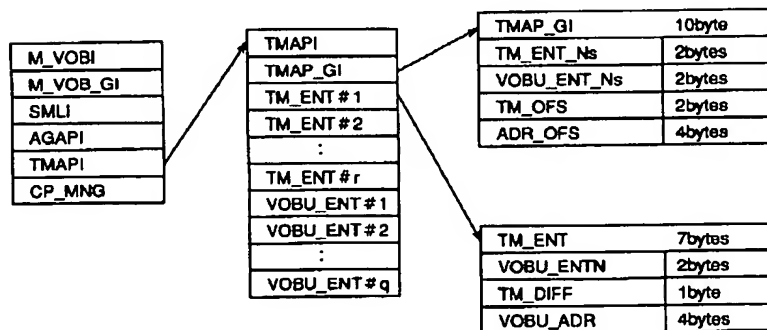 M_VOBI
M_VOB_GI
SMLI
AGAPI
TMAPI
CP_MNG
TMAPI
TMAP_GI
TM_ENT#1
TM_ENT#2
:
TM_ENT#r
VOBU_ENT#1
VOBU_ENT#2
:
VOBU_ENT#q
TMAP_GI 10byte
TM_ENT_Ns 2bytes
VOBU_ENT_Ns 2bytes
TM_OFS 2bytes
ADR_OFS 4bytes
TM_ENT 7bytes
VOBU_ENTN 2bytes
TM_DIFF 1byte
VOBU_ADR 4bytes